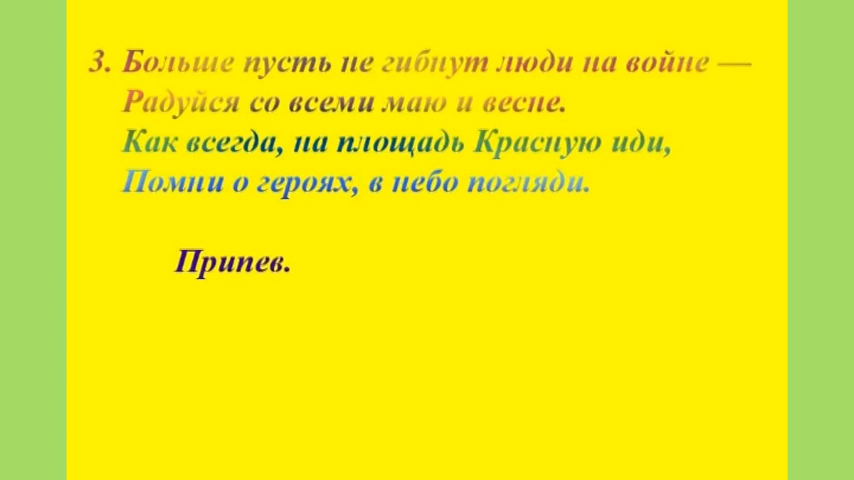 3. Больше пусть не гибнут люди на войне —
Радуйся со всеми маю и весне.
Как всегда, на площадь Красную иди,
Помни о героях, в небо погляди.
Припев.